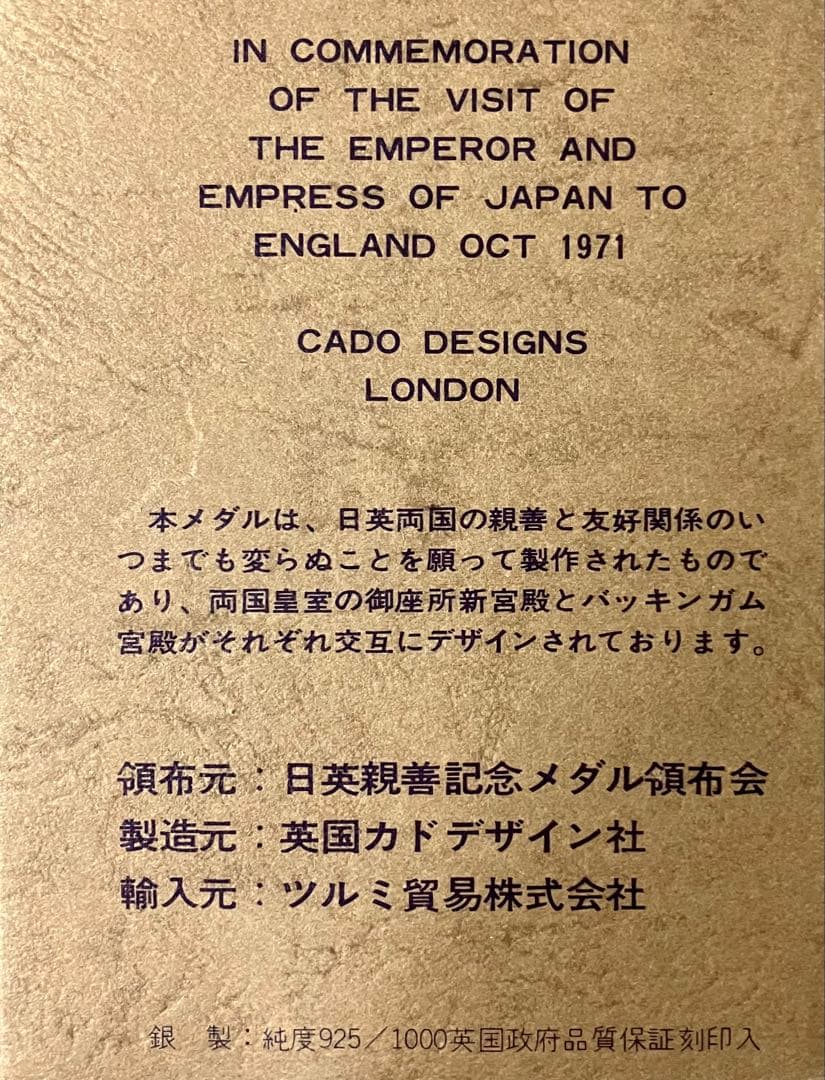 IN COMMEMORATION
OF THE VISIT OF
THE EMPEROR AND
EMPRESS OF JAPAN TO
ENGLAND OCT 1971
CADO DESIGNS
LONDON
本メダルは、日英両国の親善と友好関係のい
つまでも変らぬことを願って製作されたもので
あり、両国皇室の御座所新宮殿とバッキンガム
宮殿がそれぞれ交互にデザインされております。
領布元：日英親善記念メダル領布会
製造元：英国カドデザイン社
輸入元：ツルミ貿易株式会社
銀　製：純度925／1000英国政府品質保証刻印入